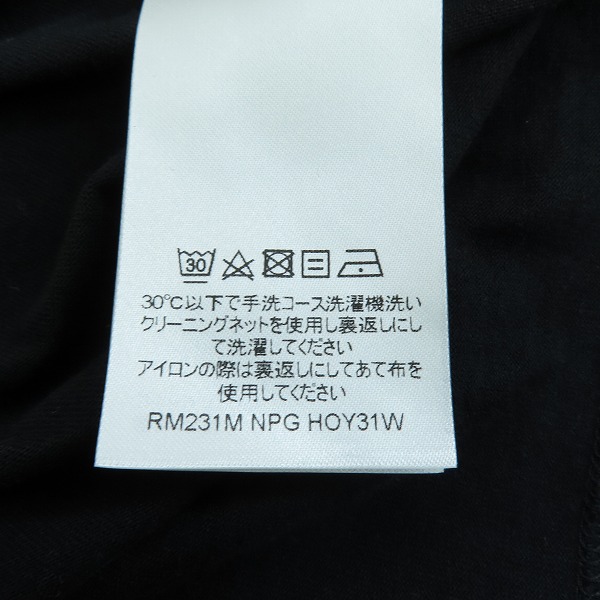 30
30℃以下で手洗コース洗濯機洗い
クリーニングネットを使用し裏返しにし
て洗濯してください
アイロンの際は裏返しにしてあて布を
使用してください
RM231M NPG HOY31W